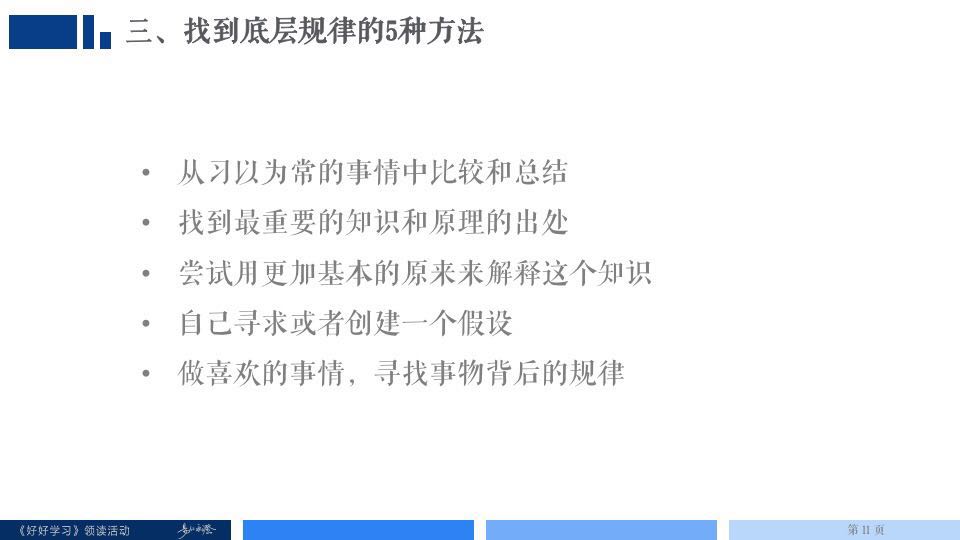 三、找到底层规律的5种方法
• 从习以为常的事情中比较和总结
• 找到最重要的知识和原理的出处
• 尝试用更加基本的原来来解释这个知识
• 自己寻求或者创建一个假设
• 做喜欢的事情，寻找事物背后的规律
《好好学习》领读活动
第 11 页